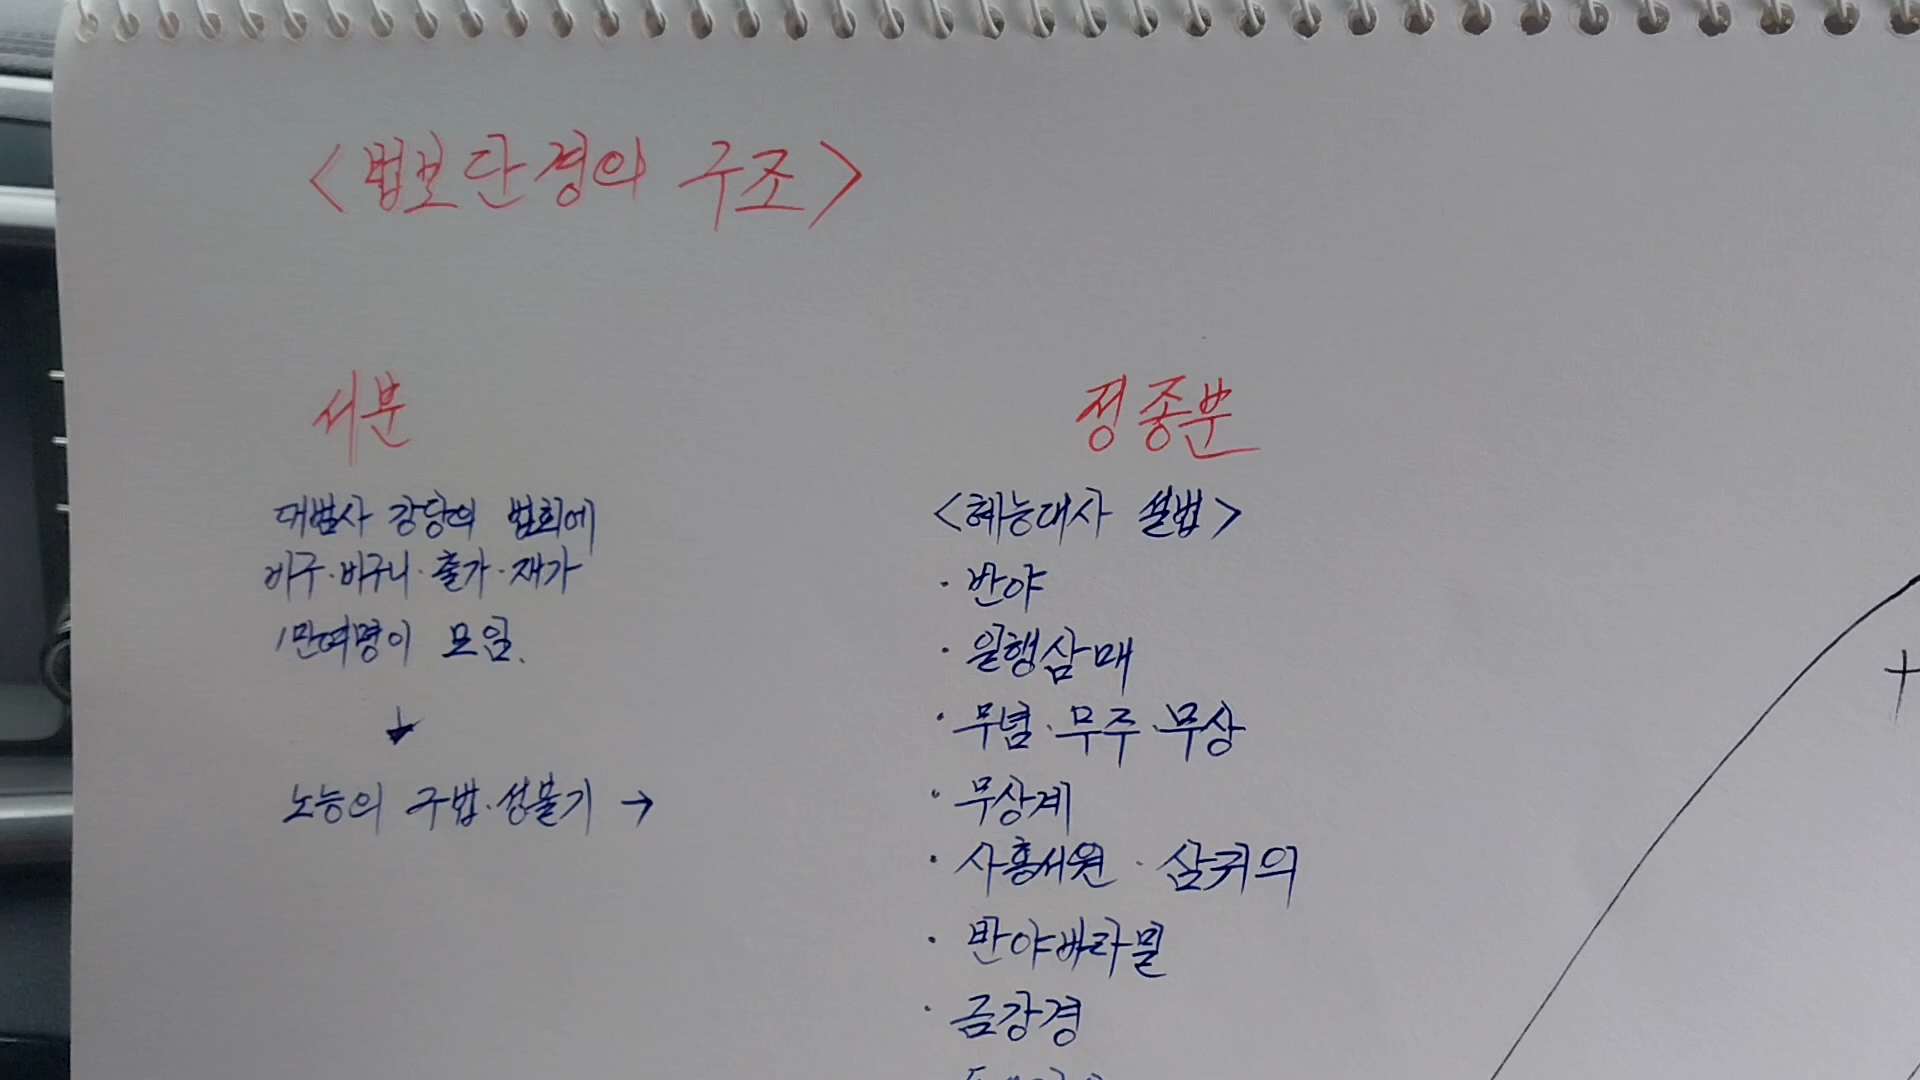 <법보단경의 구조>
서분
대범사 강당의 법회에
비구·비구니·출가·재가
1만여명이 모임.
↓
노능의 구법·성불기 →
정종분
<혜능대사 설법>
· 반야
· 일행삼매
· 무념·무주·무상
· 무상계
· 사홍서원 · 삼귀의
· 반야바라밀
· 금강경
+